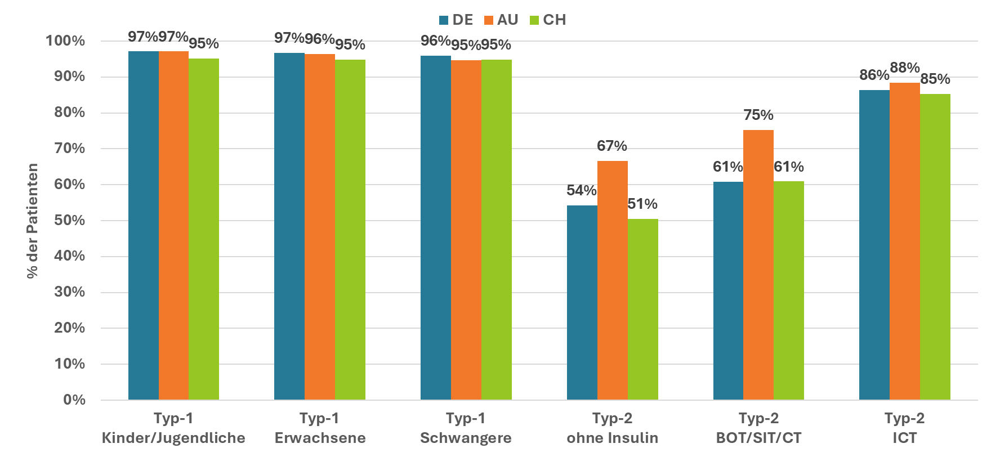 DE AU CH
97% 97% 95% 97% 96% 95% 96% 95% 95% 54% 67% 51% 61% 75% 61% 86% 88% 85%
100%
90%
80%
70%
60%
50%
40%
30%
20%
10%
0%
% der Patienten
Typ-1
Kinder/Jugendliche
Typ-1
Erwachsene
Typ-1
Schwangere
Typ-2
ohne Insulin
Typ-2
BOT/SIT/CT
Typ-2
ICT